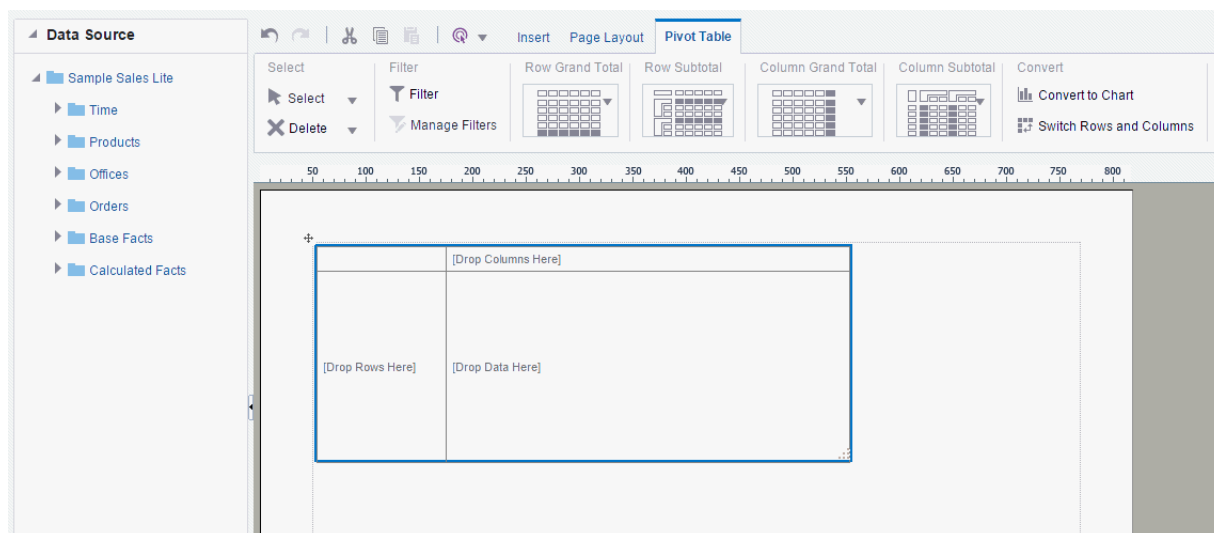 Data Source
Insert Page Layout Pivot Table
Select Filter Row Grand Total Row Subtotal Column Grand Total Column Subtotal Convert
Select Filter Convert to Chart
Delete Manage Filters Switch Rows and Columns
Sample Sales Lite
Time
Products
Offices
Orders
Base Facts
Calculated Facts
50 100 150 200 250 300 350 400 450 500 550 600 650 700 750 800
[Drop Columns Here]
[Drop Rows Here] [Drop Data Here]